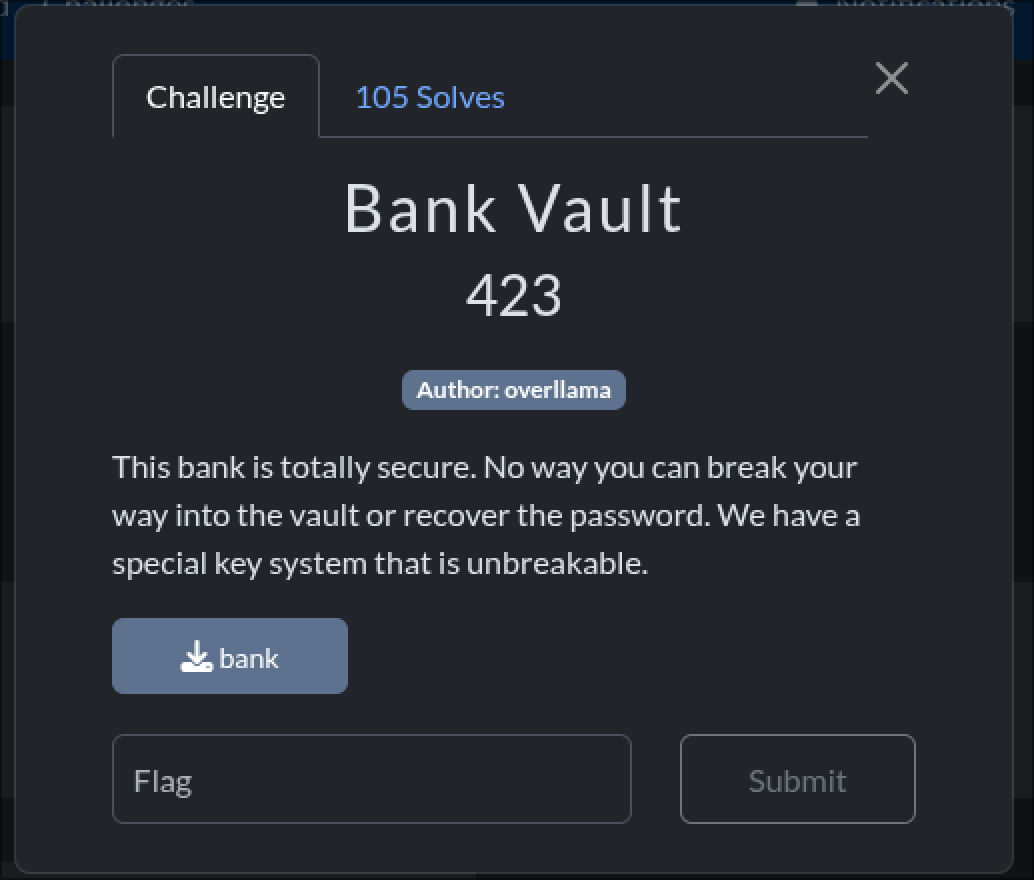 Challenge
105 Solves
Bank Vault
423
Author: overllama
This bank is totally secure. No way you can break your
way into the vault or recover the password. We have a
special key system that is unbreakable.
bank
Flag
Submit